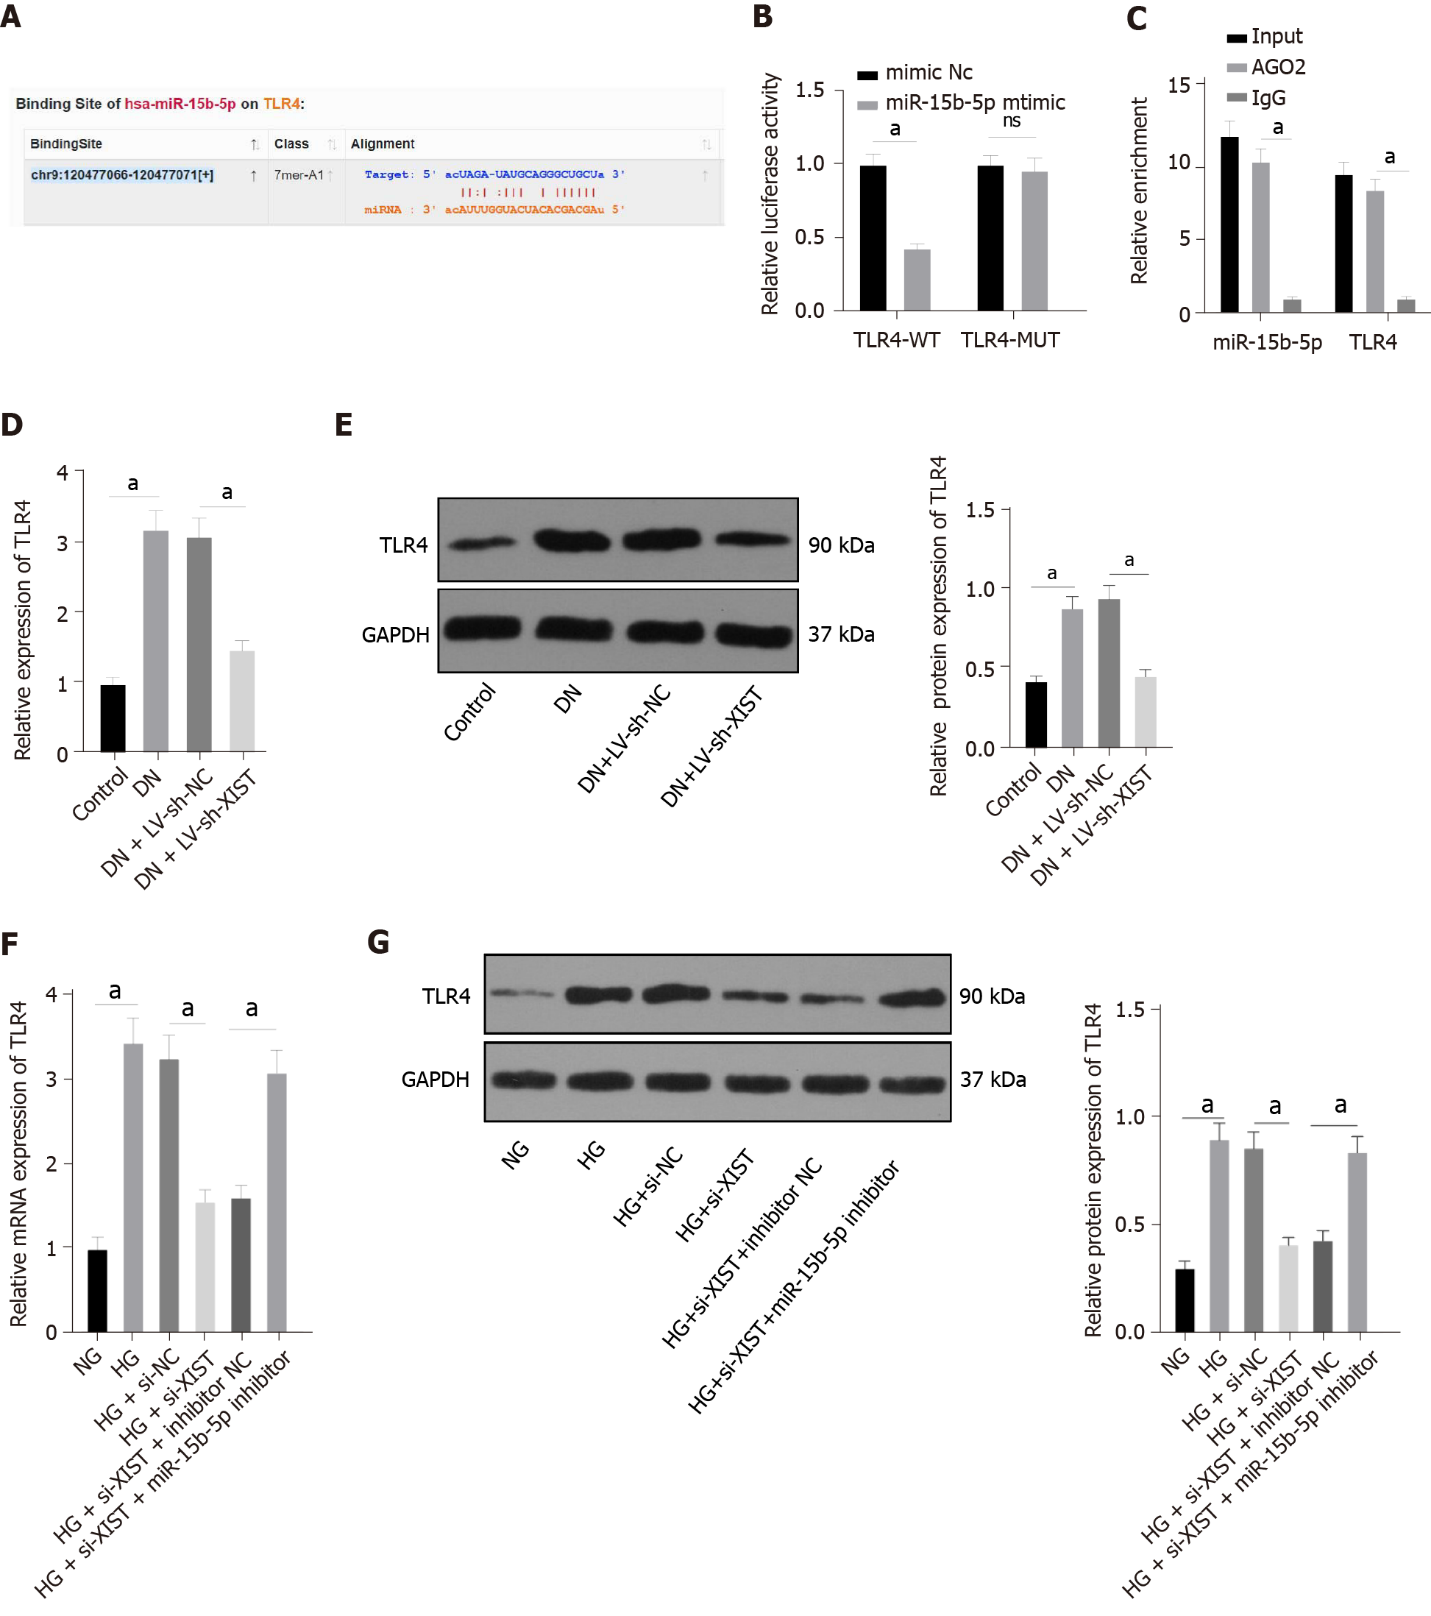 A
Binding Site of hsa-miR-15b-5p on TLR4:
BindingSite ↑↓ Class ↑↓ Alignment ↑↓
chr9:120477066-120477071[+] ↑ 7mer-A1 ↑ Target: 5' acUAGA-UAUGCAGGGCUGCUa 3' ↑
||:| :||| | ||||||
miRNA : 3' acAUUUGGUACUACACGACGAu 5'
B
mimic Nc
miR-15b-5p mtimic
Relative luciferase activity
1.5
1.0
0.5
0.0
a
ns
TLR4-WT TLR4-MUT
C
Input
AGO2
IgG
Relative enrichment
15
10
5
0
a
a
miR-15b-5p TLR4
D
Relative expression of TLR4
4
3
2
1
0
a
a
Control
DN
DN + LV-sh-NC
DN + LV-sh-XIST
E
TLR4 90 kDa
GAPDH 37 kDa
Control
DN
DN+LV-sh-NC
DN+LV-sh-XIST
Relative protein expression of TLR4
1.5
1.0
0.5
0.0
a
a
Control
DN
DN + LV-sh-NC
DN + LV-sh-XIST
F
Relative mRNA expression of TLR4
4
3
2
1
0
a
a
a
NG
HG
HG + si-NC
HG + si-XIST
HG + si-XIST + inhibitor NC
HG + si-XIST + miR-15b-5p inhibitor
G
TLR4 90 kDa
GAPDH 37 kDa
NG
HG
HG+si-NC
HG+si-XIST
HG+si-XIST+inhibitor NC
HG+si-XIST+miR-15b-5p inhibitor
Relative protein expression of TLR4
1.5
1.0
0.5
0.0
a
a
a
NG
HG
HG + si-NC
HG + si-XIST
HG + si-XIST + inhibitor NC
HG + si-XIST + miR-15b-5p inhibitor